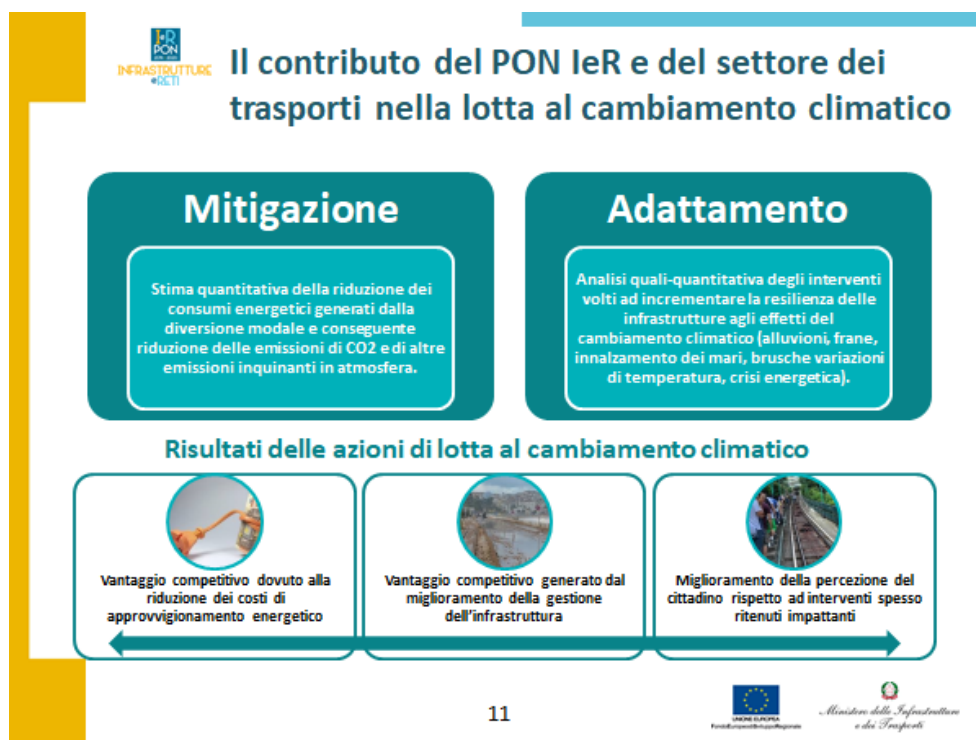 I R
PON
INFRASTRUTTURE
RETI
Il contributo del PON IeR e del settore dei
trasporti nella lotta al cambiamento climatico
Mitigazione
Stima quantitativa della riduzione dei
consumi energetici generati dalla
diversione modale e conseguente
riduzione delle emissioni di CO2 e di altre
emissioni inquinanti in atmosfera.
Adattamento
Analisi quali-quantitativa degli interventi
volti ad incrementare la resilienza delle
infrastrutture agli effetti del
cambiamento climatico (alluvioni, frane,
innalzamento dei mari, brusche variazioni
di temperatura, crisi energetica).
Risultati delle azioni di lotta al cambiamento climatico
Vantaggio competitivo dovuto alla
riduzione dei costi di
approvvigionamento energetico
Vantaggio competitivo generato dal
miglioramento della gestione
dell'infrastruttura
Miglioramento della percezione del
cittadino rispetto ad interventi spesso
ritenuti impattanti
11
UNIONE EUROPEA
Fondo Europeo di Sviluppo Regionale
Ministero delle Infrastrutture
e dei Trasporti